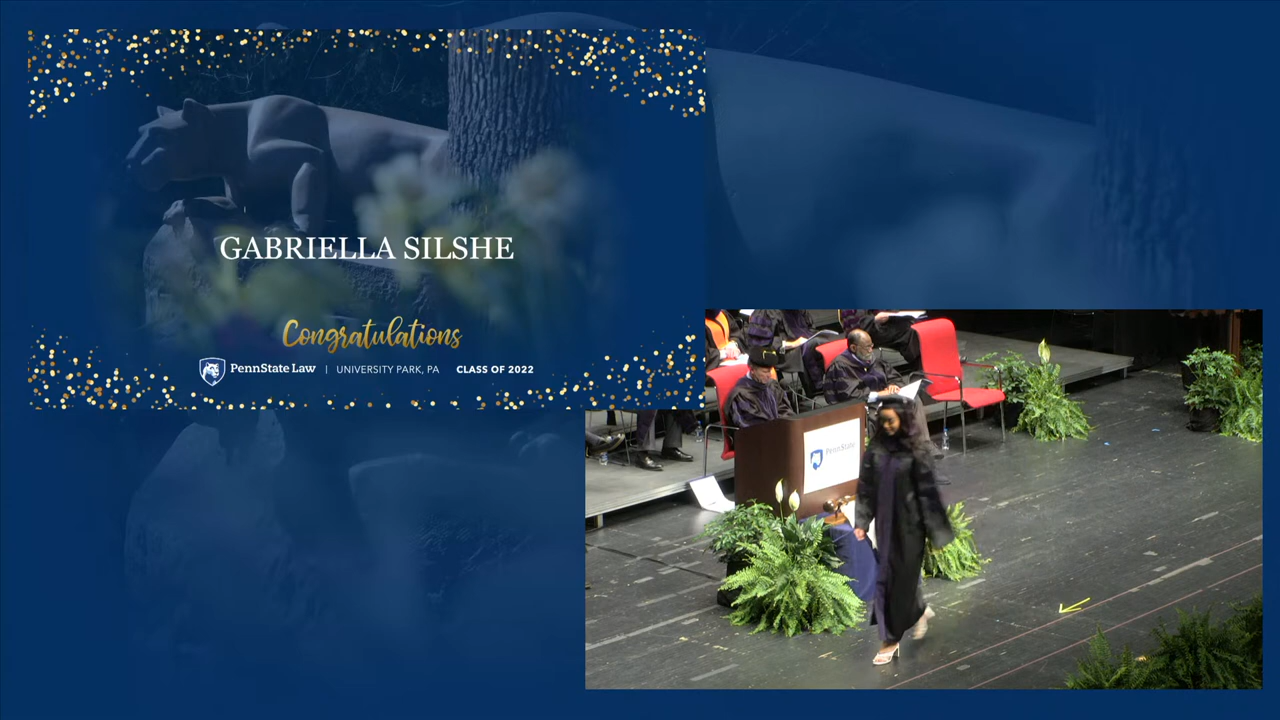 GABRIELLA SILSHE
Congratulations
PennState Law | UNIVERSITY PARK, PA CLASS OF 2022
PennState